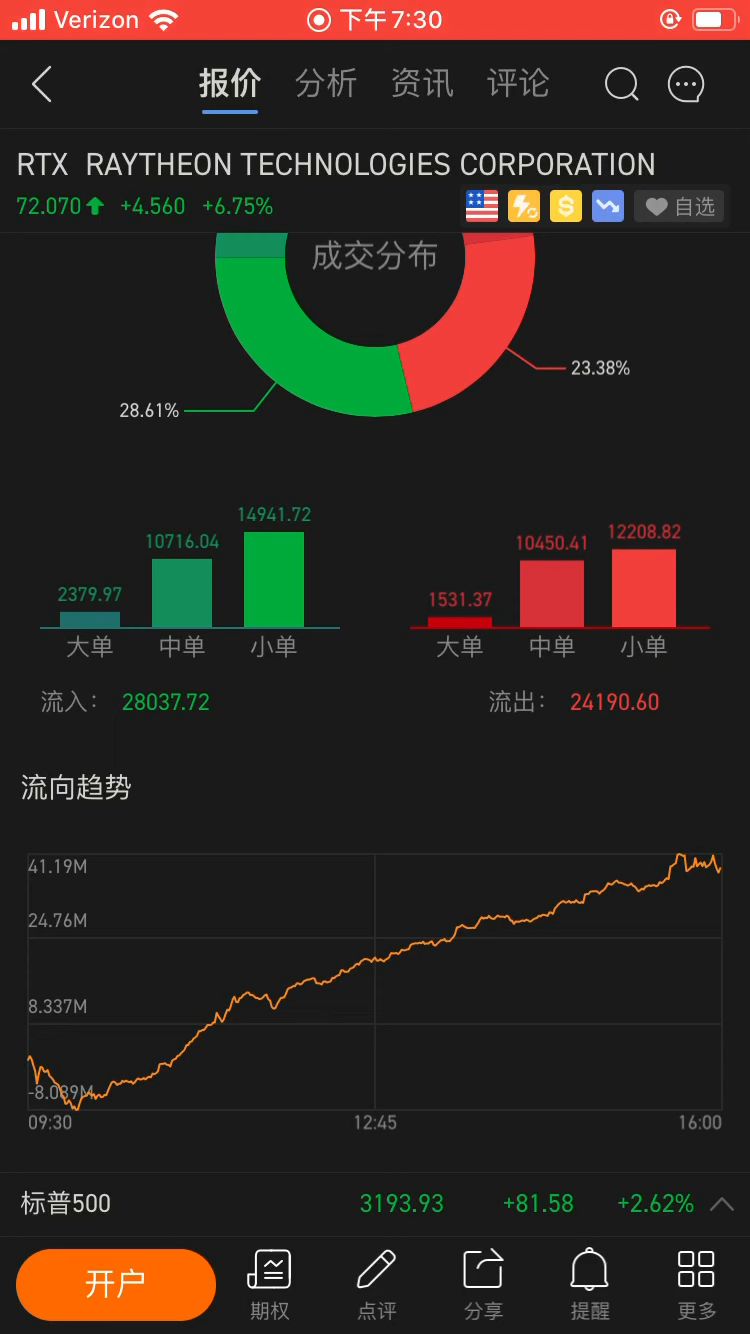 Verizon 下午7:30
报价 分析 资讯 评论
RTX RAYTHEON TECHNOLOGIES CORPORATION
72.070 +4.560 +6.75% $ 自选
成交分布
23.38%
28.61%
2379.97 10716.04 14941.72 1531.37 10450.41 12208.82
大单 中单 小单 大单 中单 小单
流入: 28037.72 流出: 24190.60
流向趋势
41.19M
24.76M
8.337M
-8.089M
09:30 12:45 16:00
标普500 3193.93 +81.58 +2.62%
开户 期权 点评 分享 提醒 更多